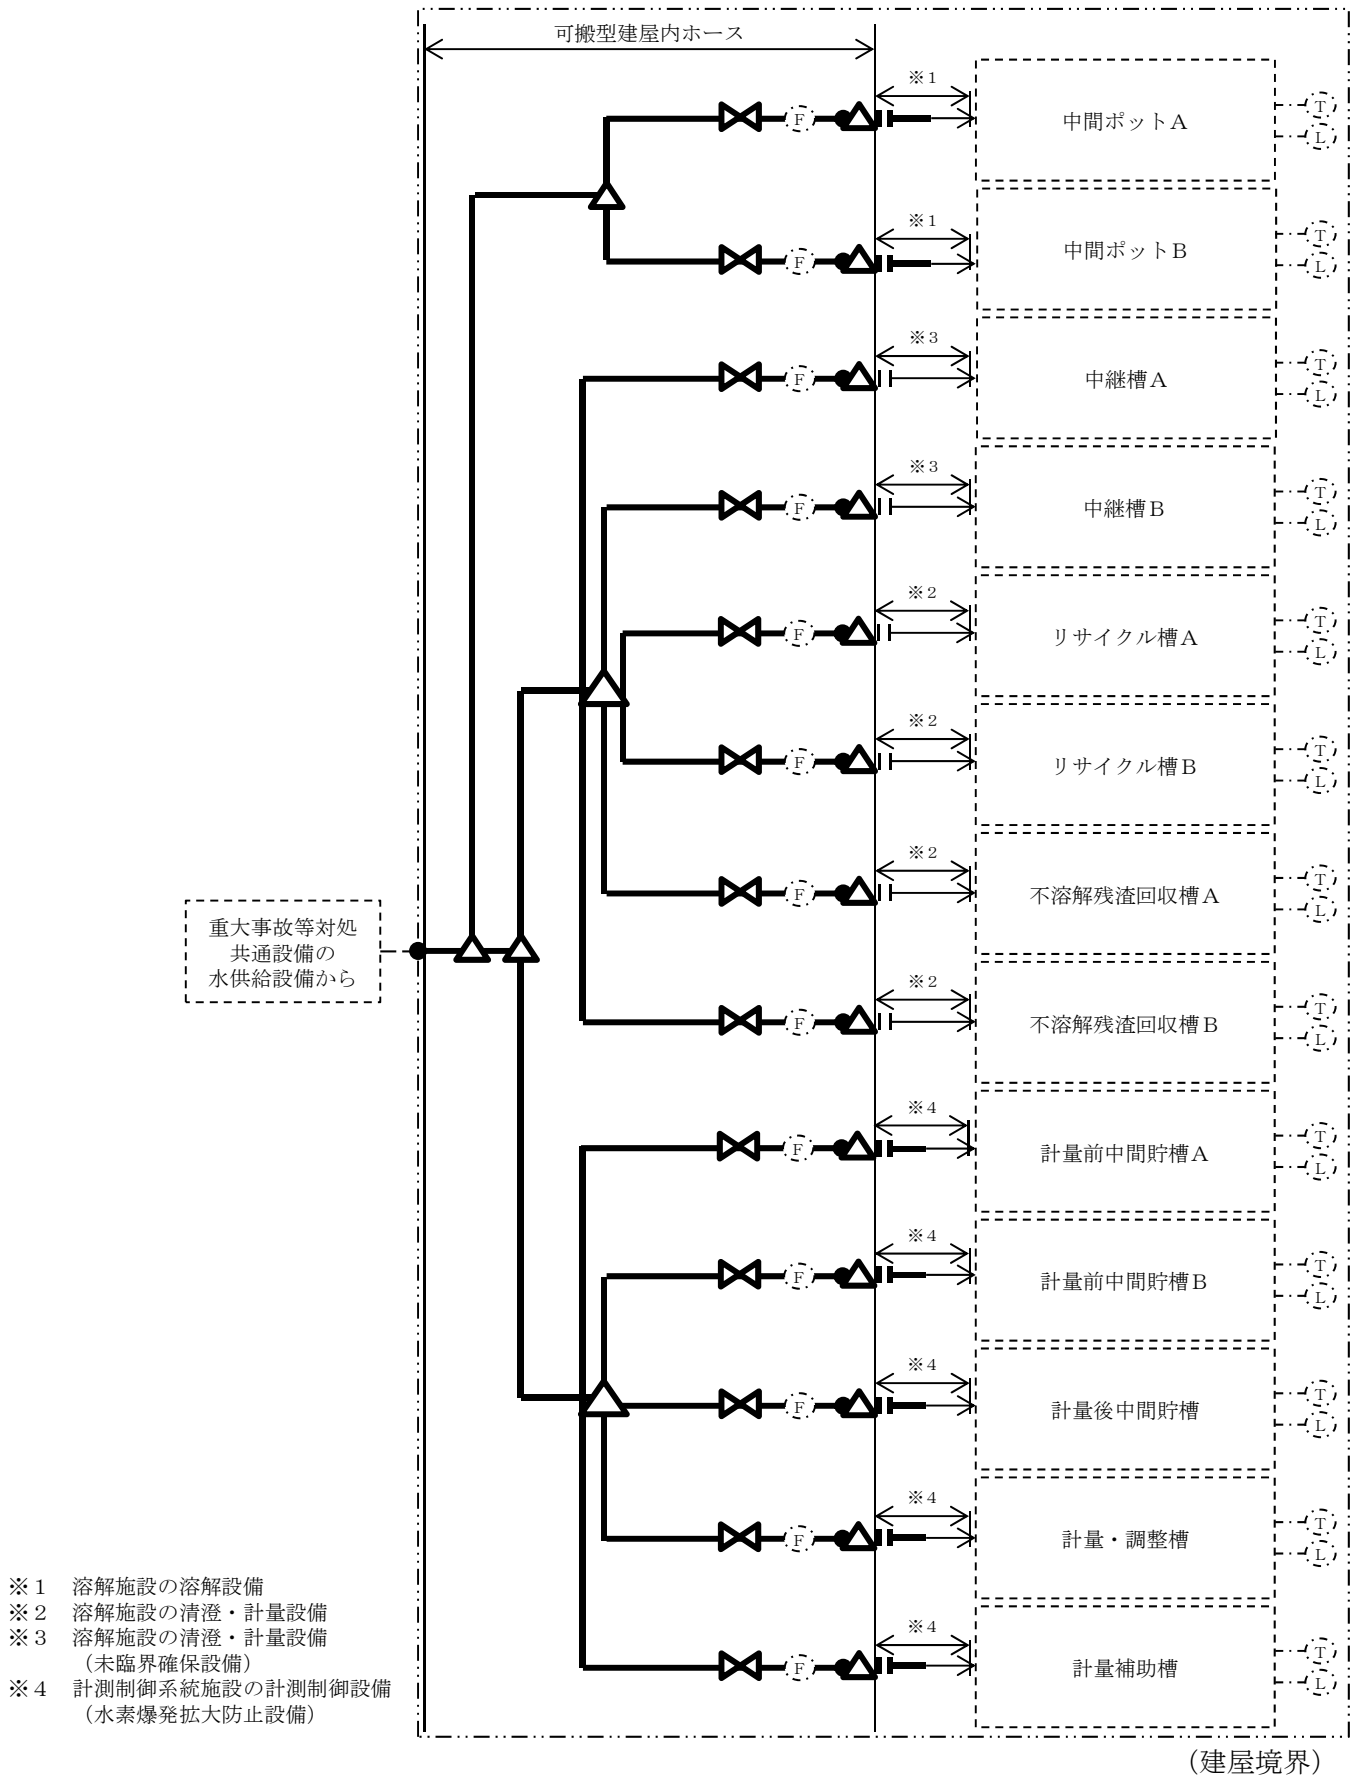 可搬型建屋内ホース
※1
F
中間ポットA
T
L
※1
F
中間ポットB
T
L
※3
F
中継槽A
T
L
※3
F
中継槽B
T
L
※2
F
リサイクル槽A
T
L
※2
F
リサイクル槽B
T
L
※2
F
不溶解残渣回収槽A
T
L
重大事故等対処
共通設備の
水供給設備から
※2
F
不溶解残渣回収槽B
T
L
※4
F
計量前中間貯槽A
T
L
※4
F
計量前中間貯槽B
T
L
※4
F
計量後中間貯槽
T
L
※4
F
計量・調整槽
T
L
※4
F
計量補助槽
T
L
※1 溶解施設の溶解設備
※2 溶解施設の清澄・計量設備
※3 溶解施設の清澄・計量設備
(未臨界確保設備)
※4 計測制御系統施設の計測制御設備
(水素爆発拡大防止設備)
(建屋境界)